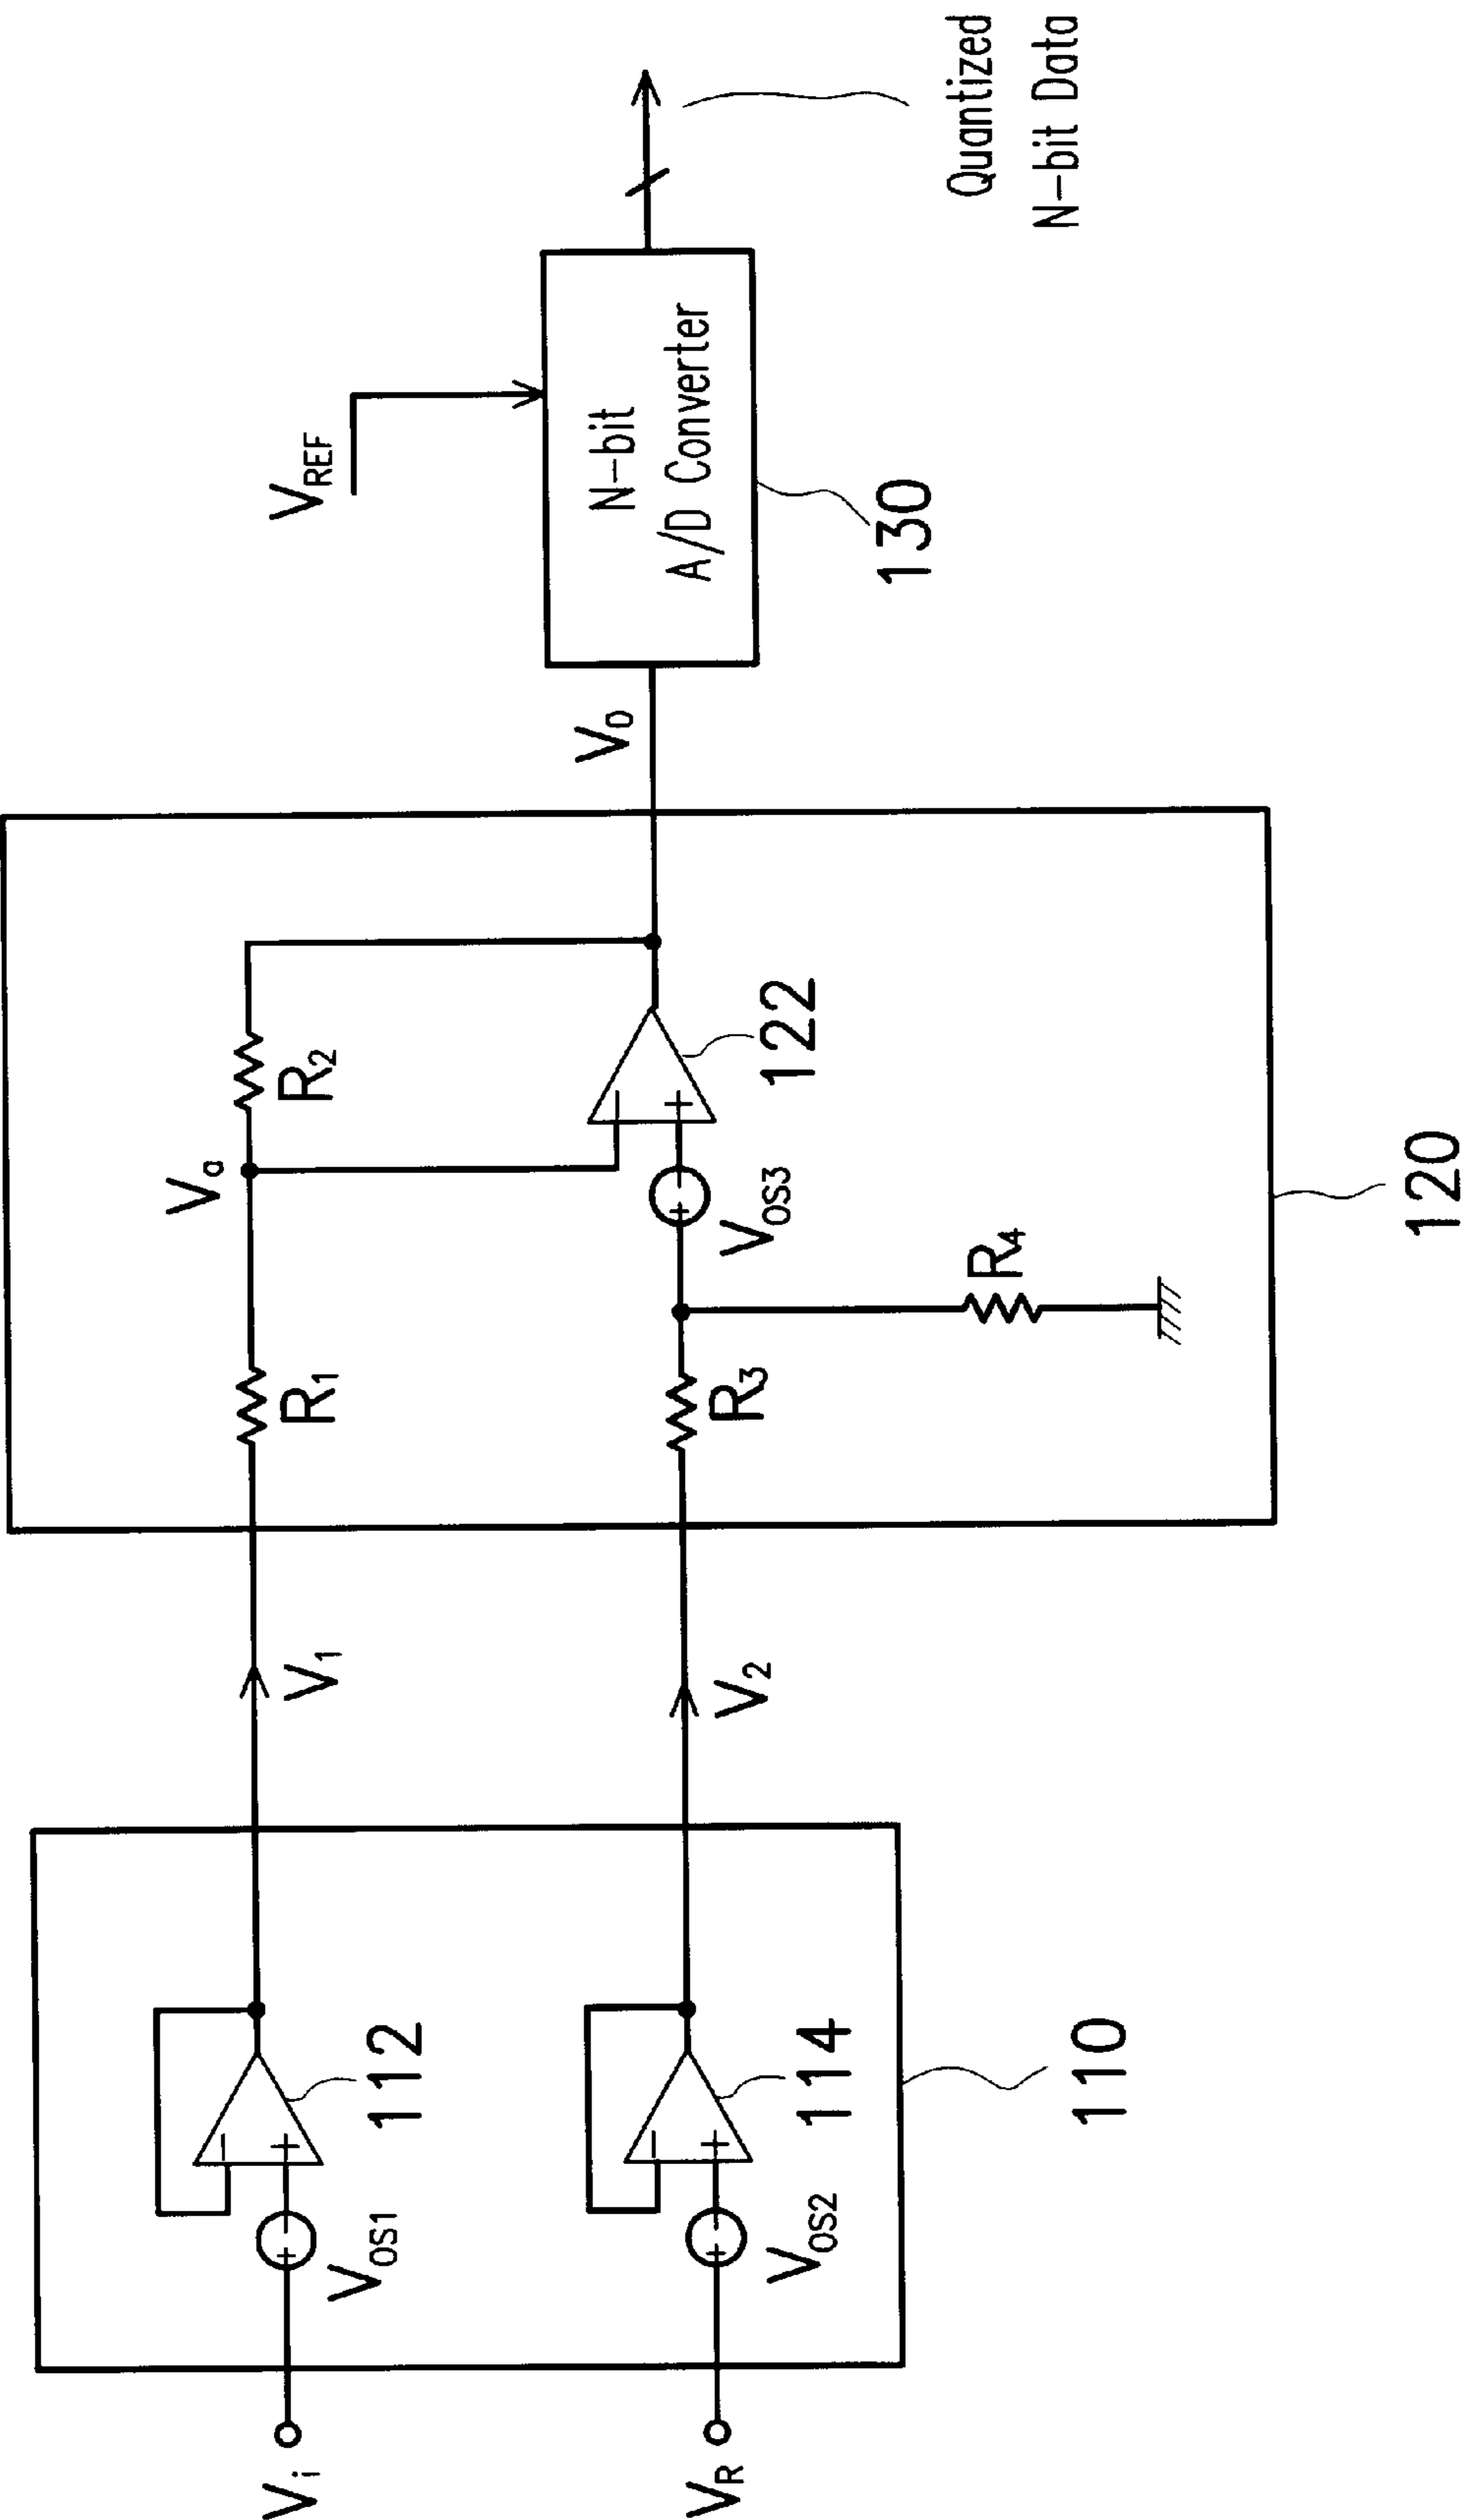 Vi
VR
VOS1
VOS2
−
+
−
+
+
−
+
−
112
114
110
V1
V2
R1
R3
Va
R2
VOS3
+
−
−
+
R4
122
120
VO
VREF
N-bit
A/D Converter
130
Quantized
N-bit Data